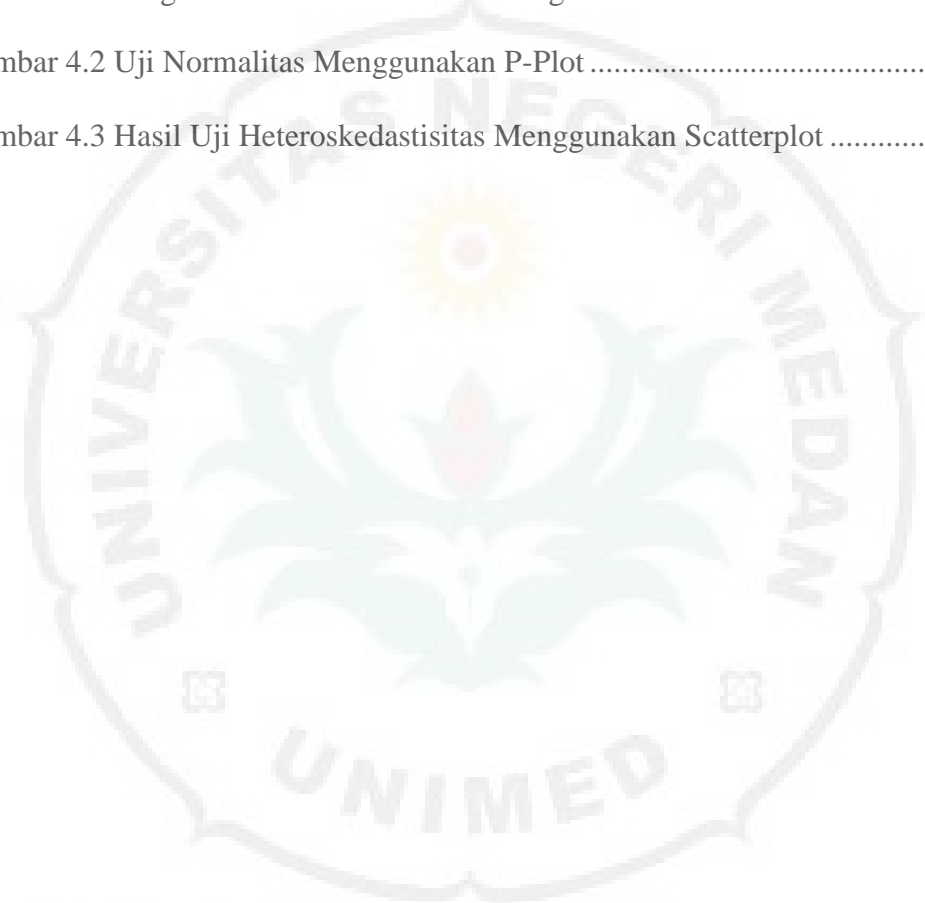 mbar 4.2 Uji Normalitas Menggunakan P-Plot .....................................
mbar 4.3 Hasil Uji Heteroskedastisitas Menggunakan Scatterplot ............
UNIVERSITAS NEGERI MEDAN
UNIMED